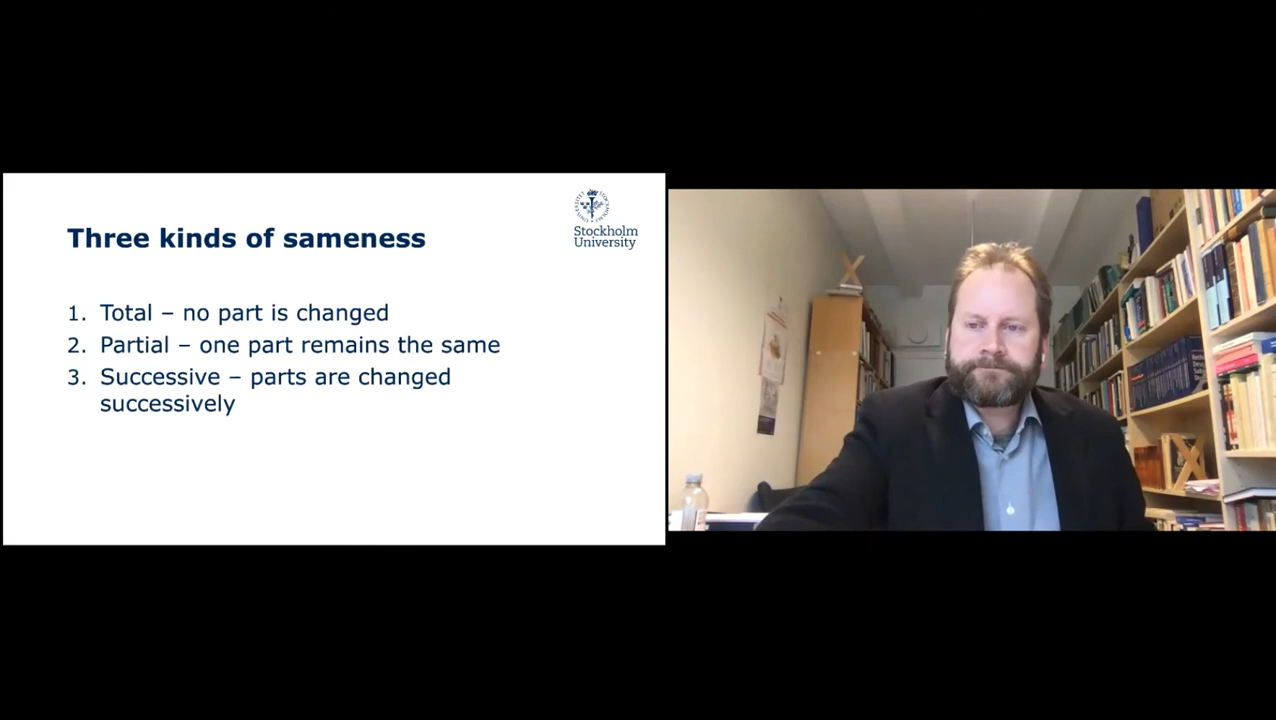 Three kinds of sameness
Stockholm
University
1. Total – no part is changed
2. Partial – one part remains the same
3. Successive – parts are changed
successively